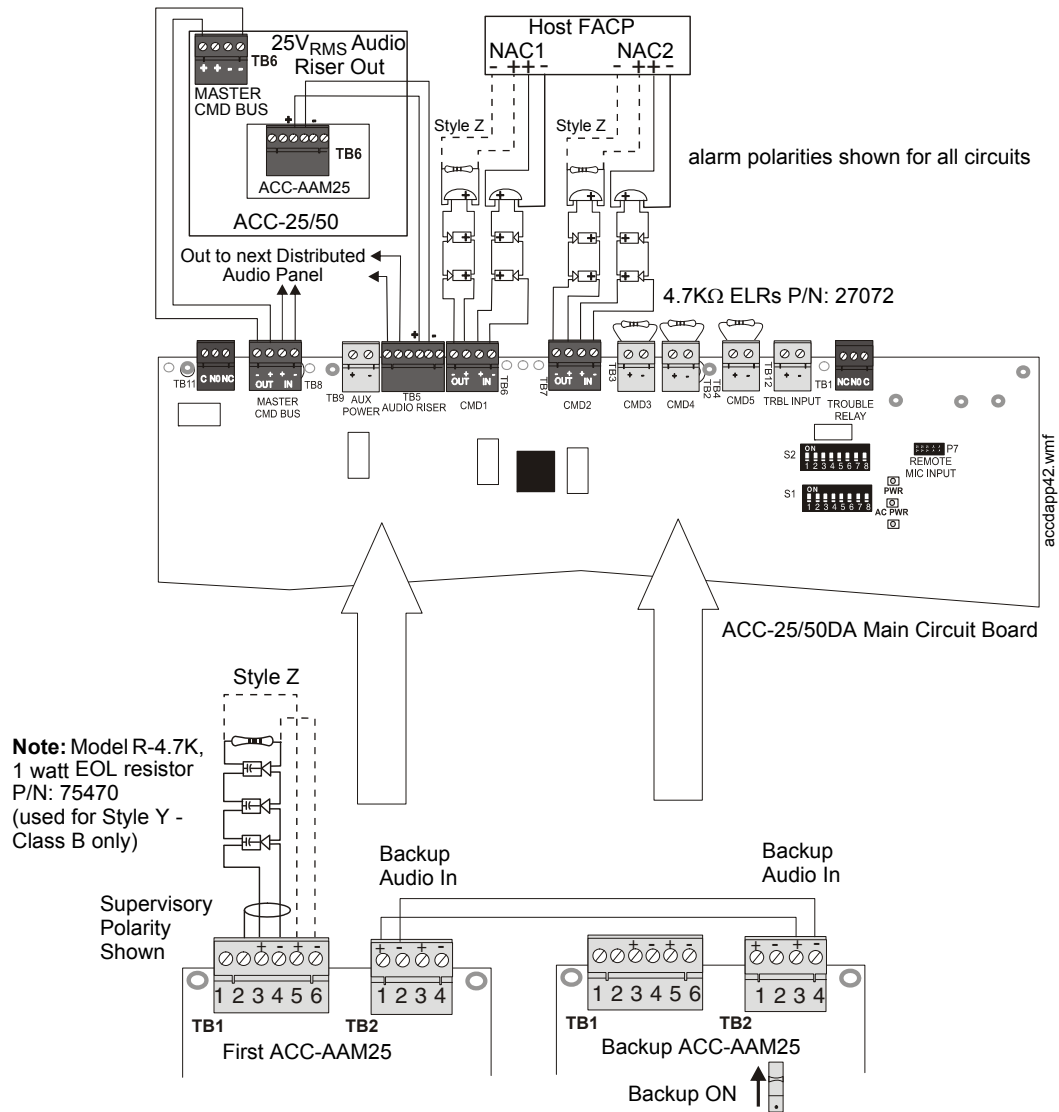 Host FACP
NAC1
NAC2
- + + -
- + + -
25VRMS Audio
Riser Out
TB6
+ + - -
MASTER
CMD BUS
+ -
TB6
ACC-AAM25
ACC-25/50
Style Z
Style Z
alarm polarities shown for all circuits
Out to next Distributed
Audio Panel
4.7KΩ ELRs P/N: 27072
TB11
C NO NC
- + + -
OUT IN
MASTER
CMD BUS
TB8
TB9
+ -
AUX
POWER
+ -
TB5
AUDIO RISER
- + + -
OUT IN
CMD1
TB6
TB7
- + + -
OUT IN
CMD2
TB3
+ -
CMD3
+ -
CMD4
TB2
TB4
+ -
CMD5
TB12
+ -
TRBL INPUT
TB1
NC NO C
TROUBLE
RELAY
S2
ON
1 2 3 4 5 6 7 8
S1
ON
1 2 3 4 5 6 7 8
P7
REMOTE
MIC INPUT
PWR
AC PWR
accdapp42.wmf
ACC-25/50DA Main Circuit Board
Style Z
Note: Model R-4.7K,
1 watt EOL resistor
P/N: 75470
(used for Style Y -
Class B only)
Supervisory
Polarity
Shown
Backup
Audio In
Backup
Audio In
+ - + -
1 2 3 4 5 6
TB1
+ - + -
1 2 3 4
TB2
First ACC-AAM25
+ - + -
1 2 3 4 5 6
TB1
+ - + -
1 2 3 4
TB2
Backup ACC-AAM25
Backup ON